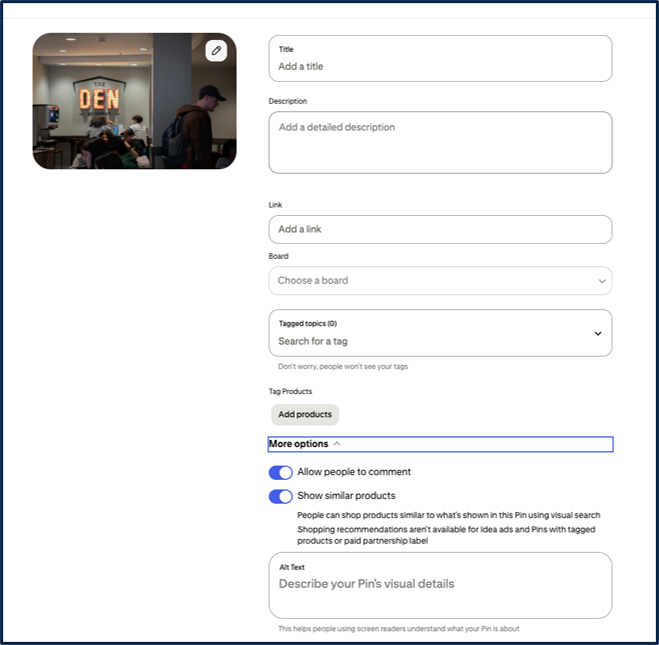 THE
DEN
Title
Add a title
Description
Add a detailed description
Link
Add a link
Board
Choose a board
Tagged topics (0)
Search for a tag
Don't worry, people won't see your tags
Tag Products
Add products
More options
Allow people to comment
Show similar products
People can shop products similar to what's shown in this Pin using visual search
Shopping recommendations aren't available for Idea ads and Pins with tagged
products or paid partnership label
Alt Text
Describe your Pin's visual details
This helps people using screen readers understand what your Pin is about